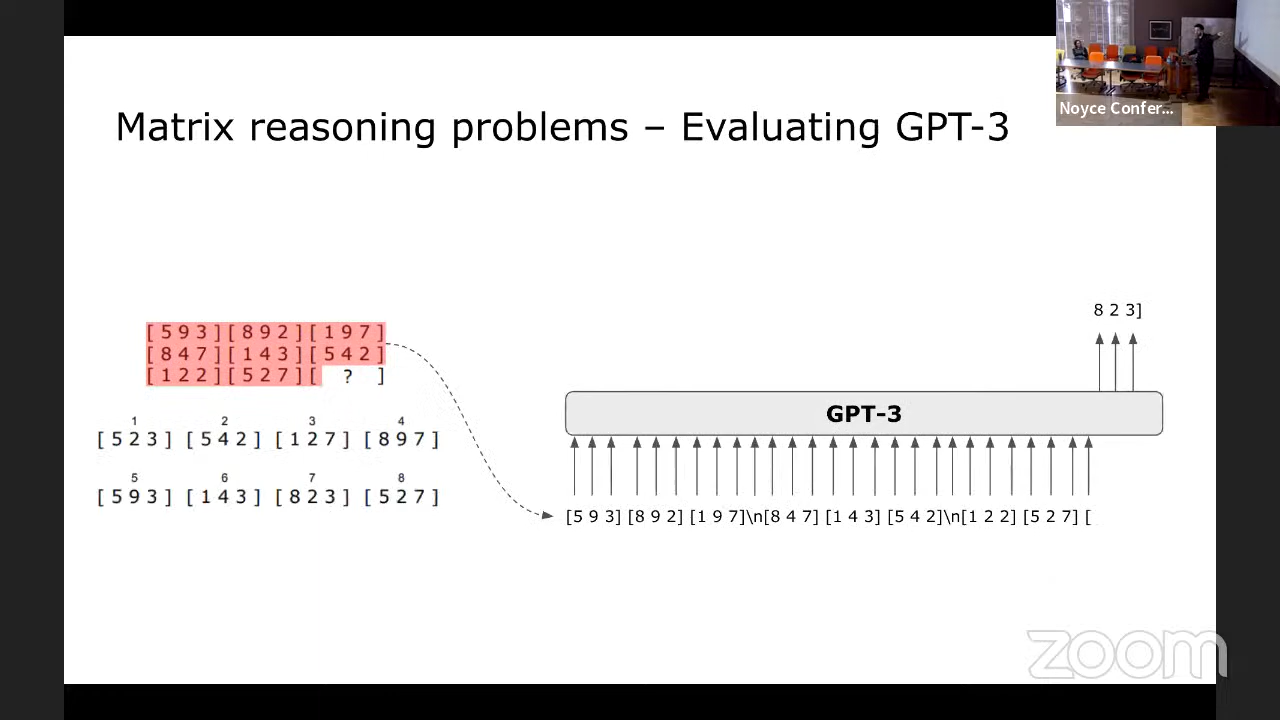 Noyce Confer...
Matrix reasoning problems – Evaluating GPT-3
[ 5 9 3 ] [ 8 9 2 ] [ 1 9 7 ]
[ 8 4 7 ] [ 1 4 3 ] [ 5 4 2 ]
[ 1 2 2 ] [ 5 2 7 ] [ ? ]
1 2 3 4
[ 5 2 3 ] [ 5 4 2 ] [ 1 2 7 ] [ 8 9 7 ]
5 6 7 8
[ 5 9 3 ] [ 1 4 3 ] [ 8 2 3 ] [ 5 2 7 ]
8 2 3]
GPT-3
[5 9 3] [8 9 2] [1 9 7]\n[8 4 7] [1 4 3] [5 4 2]\n[1 2 2] [5 2 7] [
zoom